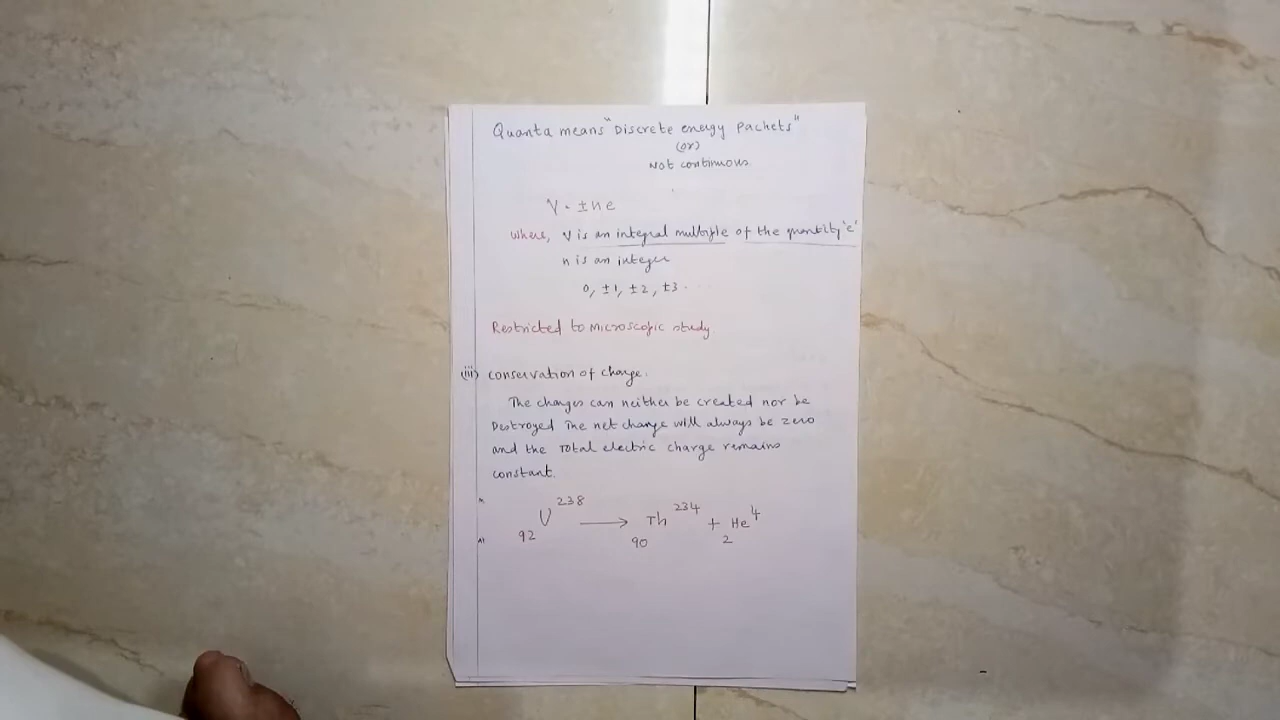 Quanta means "Discrete energy Packets"
(or)
Not continuous
V = ±ne
where, V is an integral multiple of the quantity 'e'
n is an integer
0, ±1, ±2, ±3.
Restricted to Microscopic study
(iii) conservation of charge.
The charges can neither be created nor be
Destroyed The net charge will always be zero
and the Total electric charge remains
constant.
92 U 238 → 90 Th 234 + 2 He 4